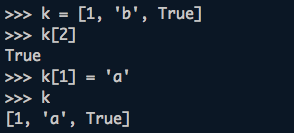 >>> k = [1, 'b', True]
>>> k[2]
True
>>> k[1] = 'a'
>>> k
[1, 'a', True]